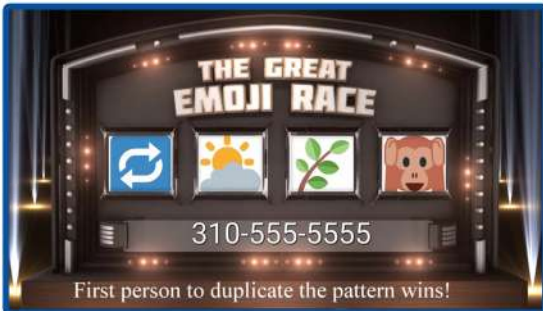 THE GREAT
EMOJI RACE
310-555-5555
First person to duplicate the pattern wins!